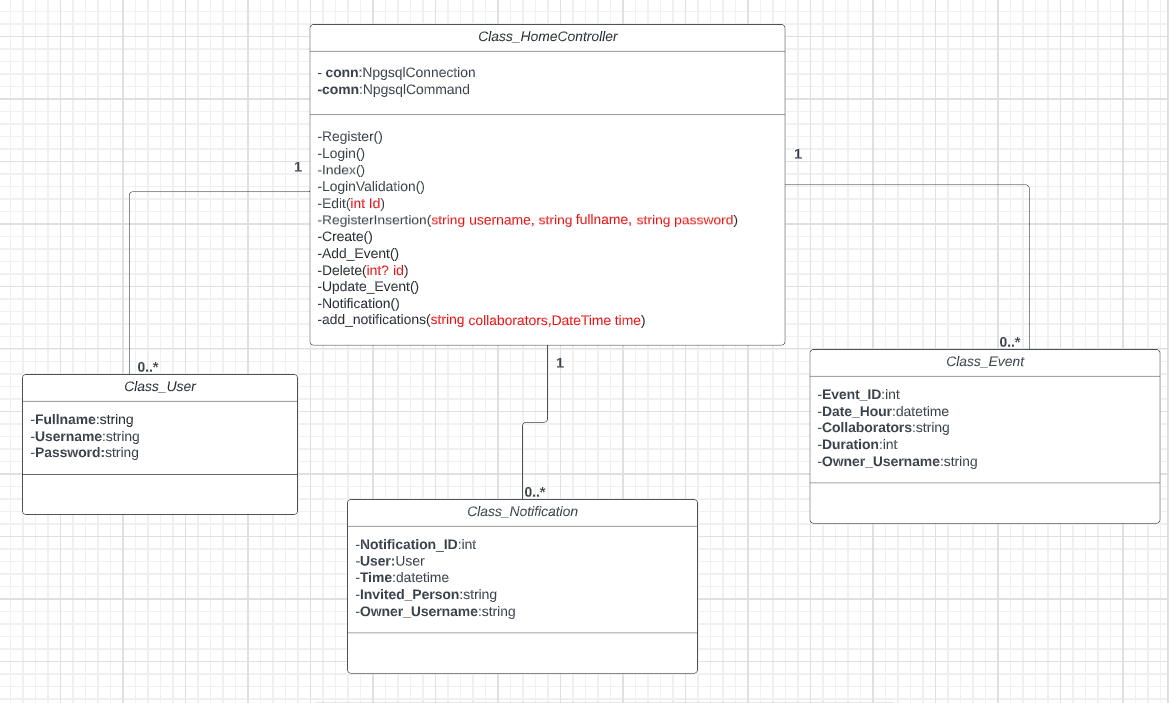 Class_HomeController
- conn:NpgsqlConnection
-comn:NpgsqlCommand
-Register()
-Login()
-Index()
-LoginValidation()
-Edit(int Id)
-RegisterInsertion(string username, string fullname, string password)
-Create()
-Add_Event()
-Delete(int? id)
-Update_Event()
-Notification()
-add_notifications(string collaborators,DateTime time)
1
1
1
0..*
Class_User
-Fullname:string
-Username:string
-Password:string
0..*
Class_Notification
-Notification_ID:int
-User:User
-Time:datetime
-Invited_Person:string
-Owner_Username:string
0..*
Class_Event
-Event_ID:int
-Date_Hour:datetime
-Collaborators:string
-Duration:int
-Owner_Username:string